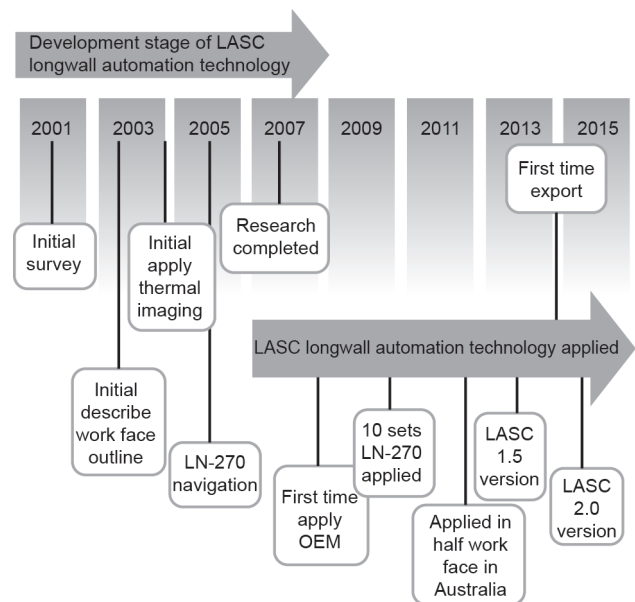 Development stage of LASC
longwall automation technology
2001
2003
2005
2007
2009
2011
2013
2015
Initial
survey
Initial
describe
work face
outline
Initial
apply
thermal
imaging
LN-270
navigation
Research
completed
First time
export
LASC longwall automation technology applied
First time
apply
OEM
10 sets
LN-270
applied
Applied in
half work
face in
Australia
LASC
1.5
version
LASC
2.0
version